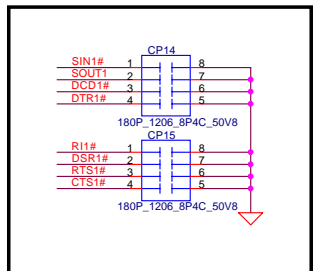 CP14
SIN1# 1 8
SOUT1 2 7
DCD1# 3 6
DTR1# 4 5
180P_1206_8P4C_50V8
CP15
RI1# 1 8
DSR1# 2 7
RTS1# 3 6
CTS1# 4 5
180P_1206_8P4C_50V8